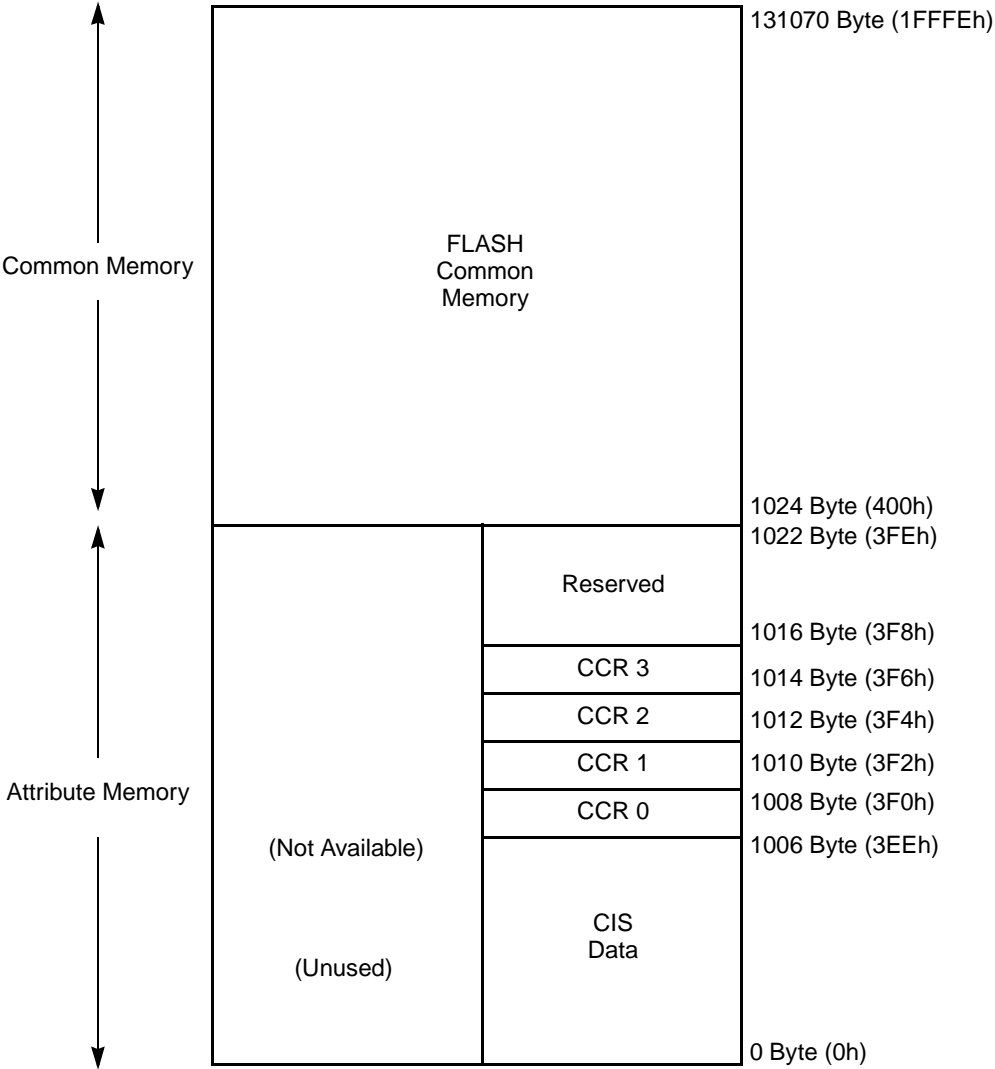 131070 Byte (1FFFEh)
FLASH
Common
Memory
Common Memory
1024 Byte (400h)
1022 Byte (3FEh)
Reserved
1016 Byte (3F8h)
CCR 3
1014 Byte (3F6h)
CCR 2
1012 Byte (3F4h)
CCR 1
1010 Byte (3F2h)
Attribute Memory
CCR 0
1008 Byte (3F0h)
(Not Available)
1006 Byte (3EEh)
CIS
Data
(Unused)
0 Byte (0h)